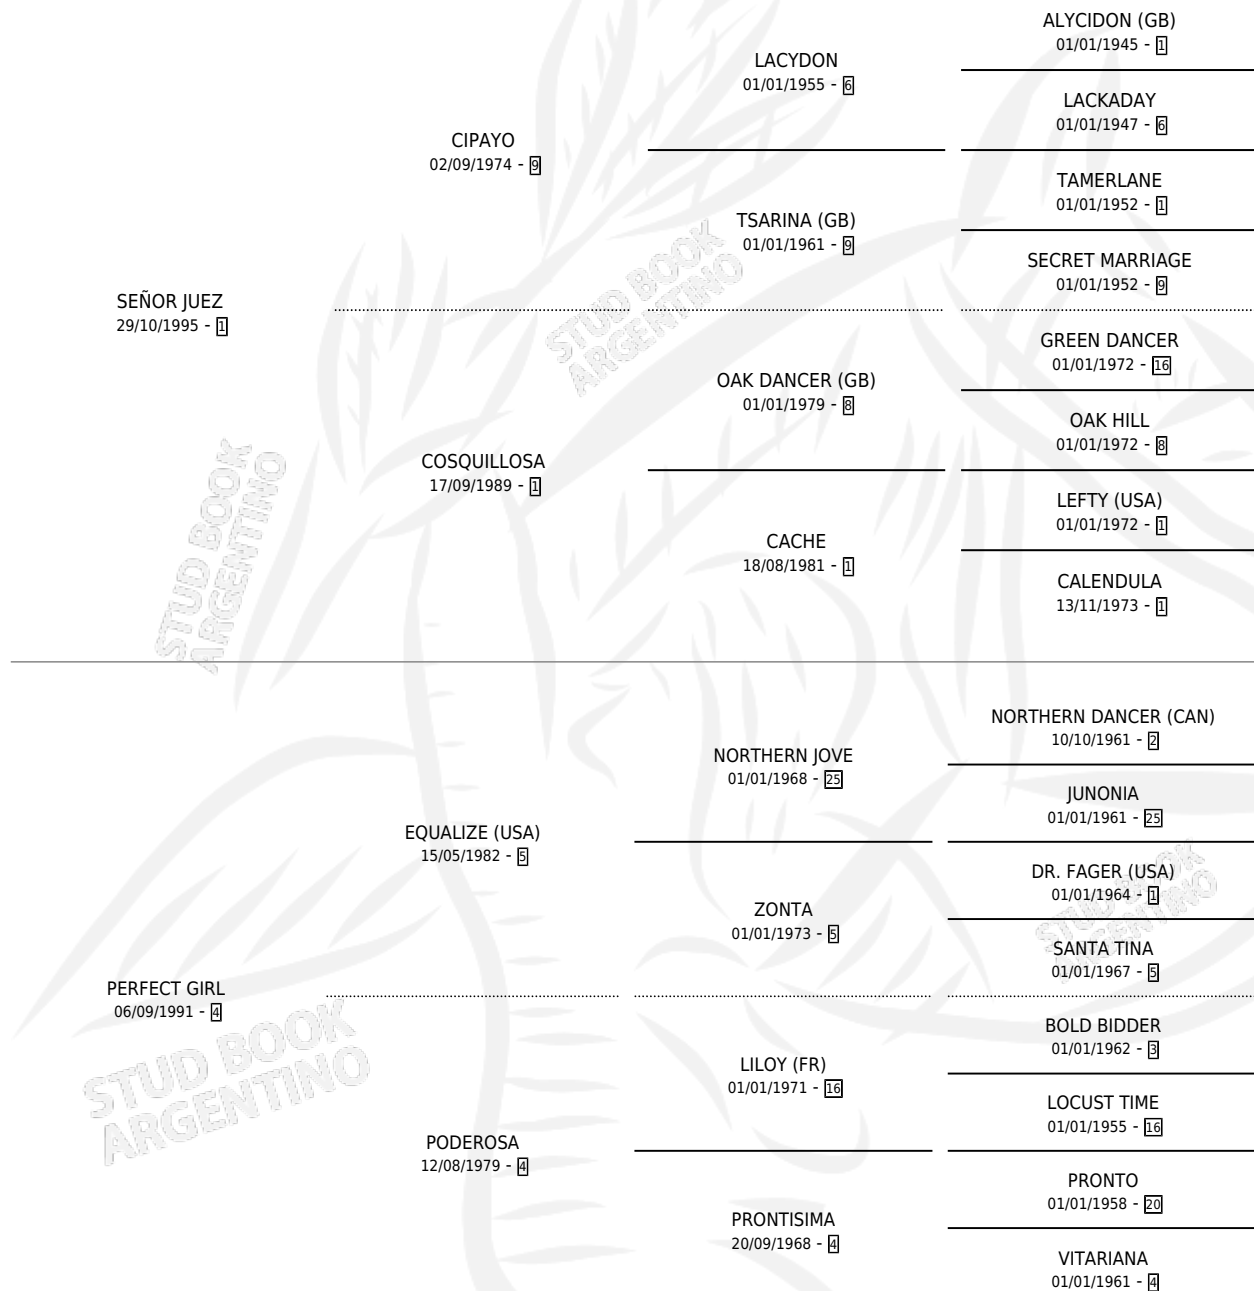 ALYCIDON (GB)
01/01/1945 - 1
LACYDON
01/01/1955 - 6
LACKADAY
01/01/1947 - 6
CIPAYO
02/09/1974 - 9
TAMERLANE
01/01/1952 - 1
TSARINA (GB)
01/01/1961 - 9
SECRET MARRIAGE
01/01/1952 - 9
SEÑOR JUEZ
29/10/1995 - 1
STUD BOOK
ARGENTINO
GREEN DANCER
01/01/1972 - 16
OAK DANCER (GB)
01/01/1979 - 8
OAK HILL
01/01/1972 - 8
COSQUILLOSA
17/09/1989 - 1
LEFTY (USA)
01/01/1972 - 1
CACHE
18/08/1981 - 1
CALENDULA
13/11/1973 - 1
STUD BOOK
ARGENTINO
NORTHERN DANCER (CAN)
10/10/1961 - 2
NORTHERN JOVE
01/01/1968 - 25
JUNONIA
01/01/1961 - 25
EQUALIZE (USA)
15/05/1982 - 5
DR. FAGER (USA)
01/01/1964 - 1
ZONTA
01/01/1973 - 5
SANTA TINA
01/01/1967 - 5
STUD BOOK
ARGENTINO
PERFECT GIRL
06/09/1991 - 4
STUD BOOK
ARGENTINO
BOLD BIDDER
01/01/1962 - 3
LILOY (FR)
01/01/1971 - 16
LOCUST TIME
01/01/1955 - 16
PODEROSA
12/08/1979 - 4
PRONTO
01/01/1958 - 20
PRONTISIMA
20/09/1968 - 4
VITARIANA
01/01/1961 - 4